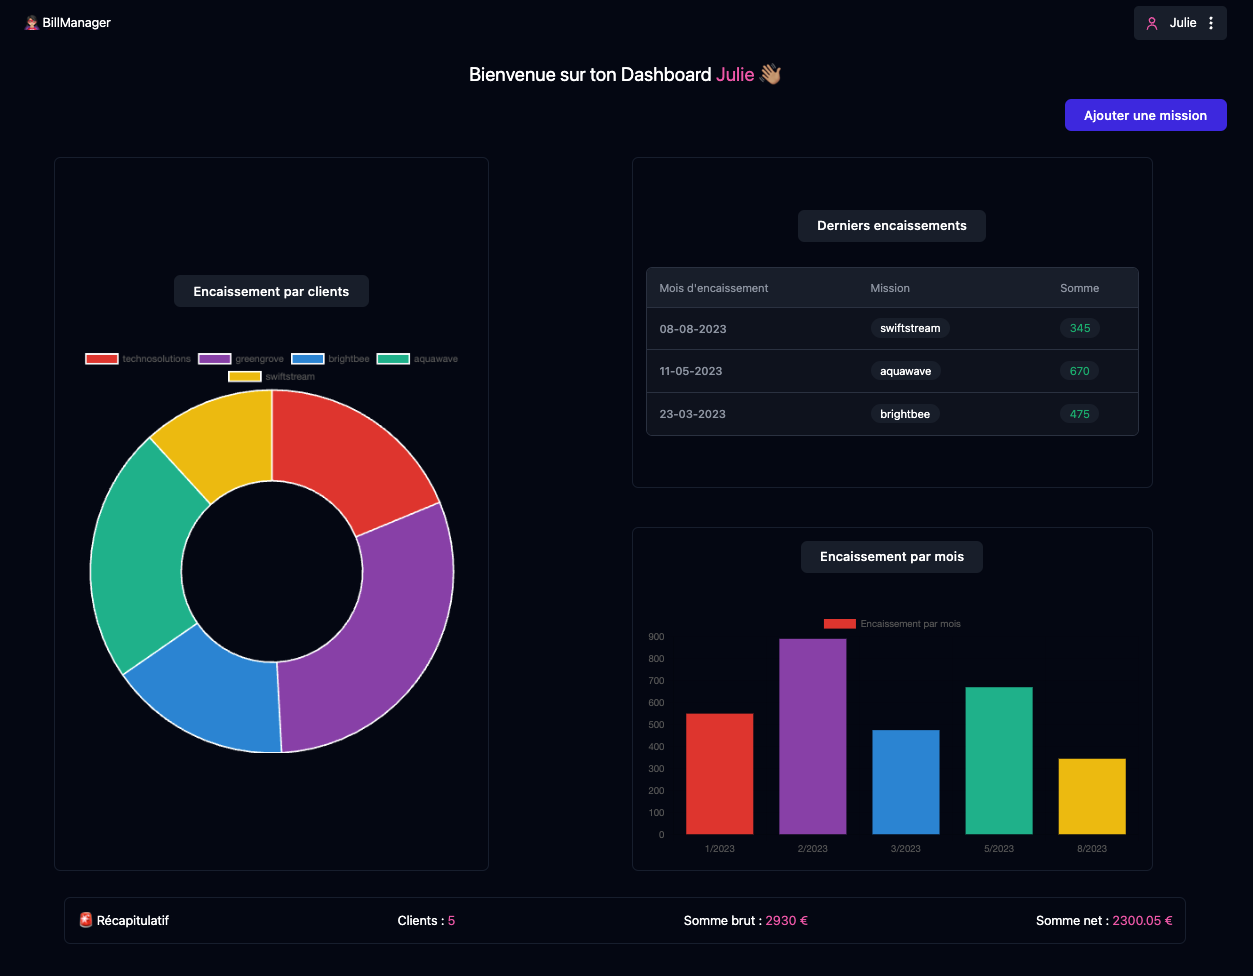 BillManager
Julie
Bienvenue sur ton Dashboard Julie
Ajouter une mission
Encaissement par clients
technosolutions greengrove brightbee aquawave
swiftstream
Derniers encaissements
Mois d'encaissement Mission Somme
08-08-2023 swiftstream 345
11-05-2023 aquawave 670
23-03-2023 brightbee 475
Encaissement par mois
Encaissement par mois
900
800
700
600
500
400
300
200
100
0
1/2023 2/2023 3/2023 5/2023 8/2023
Récapitulatif Clients : 5 Somme brut : 2930 € Somme net : 2300.05 €